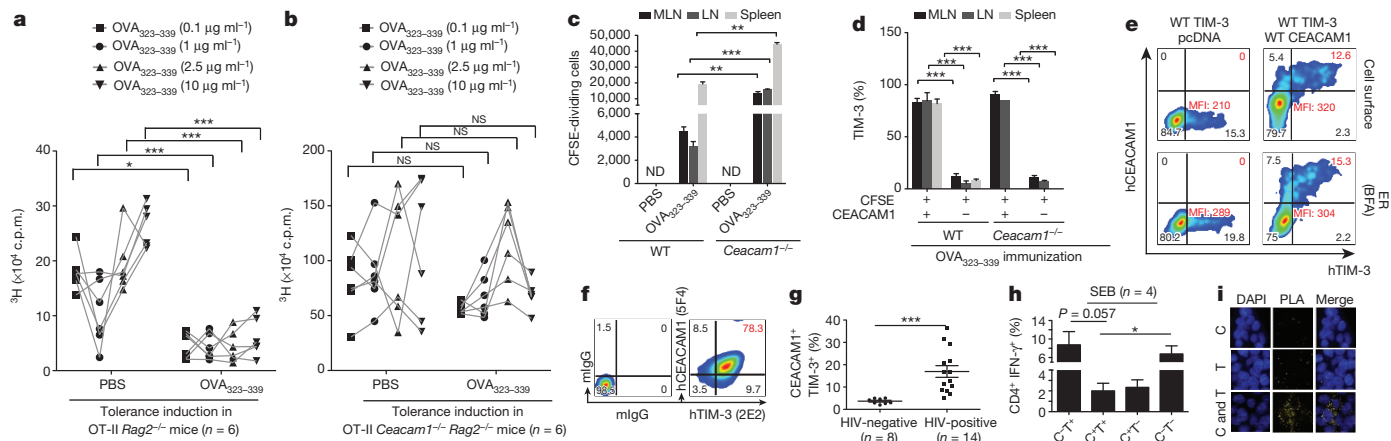 a
OVA323–339 (0.1 μg ml−1)
OVA323–339 (1 μg ml−1)
OVA323–339 (2.5 μg ml−1)
OVA323–339 (10 μg ml−1)
***
***
***
*
40
30
20
10
0
3H (×10⁴ c.p.m.)
PBS
OVA323–339
Tolerance induction in
OT-II Rag2−/− mice (n = 6)
b
OVA323–339 (0.1 μg ml−1)
OVA323–339 (1 μg ml−1)
OVA323–339 (2.5 μg ml−1)
OVA323–339 (10 μg ml−1)
NS
NS
NS
NS
200
150
100
50
0
3H (×10⁴ c.p.m.)
PBS
OVA323–339
Tolerance induction in
OT-II Ceacam1−/− Rag2−/− mice (n = 6)
c
MLN LN Spleen
**
***
**
50,000
40,000
30,000
20,000
10,000
8,000
6,000
4,000
2,000
0
CFSE-dividing cells
ND
ND
PBS
OVA323–339
PBS
OVA323–339
WT
Ceacam1−/−
d
MLN LN Spleen
***
***
***
***
***
***
150
100
50
0
TIM-3 (%)
CFSE + + + +
CEACAM1 + − + −
WT
Ceacam1−/−
OVA323–339 immunization
e
WT TIM-3
pcDNA
WT TIM-3
WT CEACAM1
0
0
MFI: 210
84.7
15.3
5.4
12.6
MFI: 320
79.7
2.3
Cell surface
0
0
MFI: 289
80.2
19.8
7.5
15.3
MFI: 304
75
2.2
ER
(BFA)
hCEACAM1
hTIM-3
f
1.5
0
98.5
0
mIgG
mIgG
8.5
78.3
3.5
9.7
hCEACAM1 (5F4)
hTIM-3 (2E2)
g
***
40
30
20
10
0
CEACAM1+
TIM-3+ (%)
HIV-negative
(n = 8)
HIV-positive
(n = 14)
h
SEB (n = 4)
P = 0.057
*
10
8
6
4
2
0
CD4+ IFN-γ+ (%)
C−T+
C+T+
C+T−
C−T−
i
DAPI PLA Merge
C
T
C and T